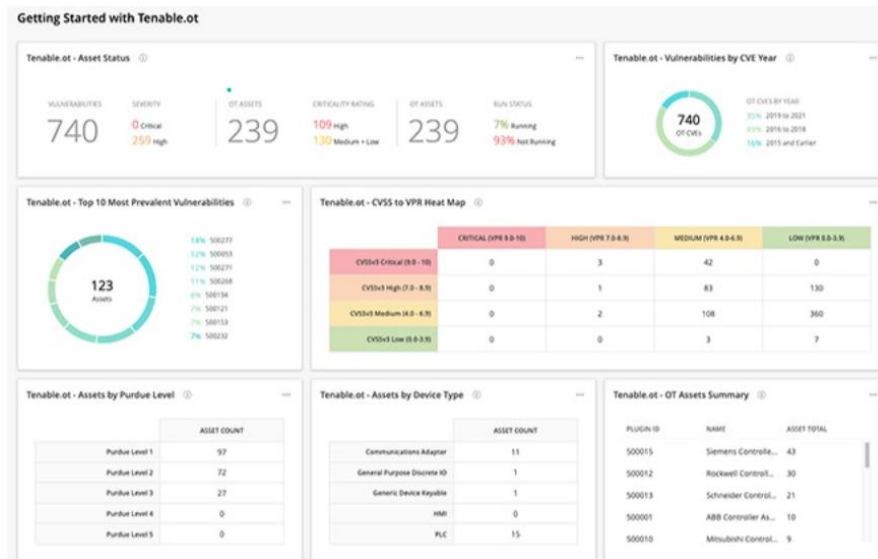 Getting Started with Tenable.ot
Tenable.ot - Asset Status
VULNERABILITIES
740
SEVERITY
0 Critical
259 High
OT ASSETS
239
CRITICALITY RATING
109 High
130 Medium + Low
OT ASSETS
239
RUN STATUS
7% Running
93% Not Running
Tenable.ot - Vulnerabilities by CVE Year
740
OT CVEs
OT CVES BY YEAR
35% 2019 to 2021
49% 2016 to 2018
16% 2015 and Earlier
Tenable.ot - Top 10 Most Prevalent Vulnerabilities
123
Assets
14% 500277
12% 500053
12% 500271
11% 500268
8% 500134
7% 500121
7% 500153
7% 500232
Tenable.ot - CVSS to VPR Heat Map
CRITICAL (VPR 9.0-10) HIGH (VPR 7.0-8.9) MEDIUM (VPR 4.0-6.9) LOW (VPR 0.0-3.9)
CVSSv3 Critical (9.0 - 10) 0 3 42 0
CVSSv3 High (7.0 - 8.9) 0 1 83 130
CVSSv3 Medium (4.0 - 6.9) 0 2 108 360
CVSSv3 Low (0.0-3.9) 0 0 3 7
Tenable.ot - Assets by Purdue Level
ASSET COUNT
Purdue Level 1 97
Purdue Level 2 72
Purdue Level 3 27
Purdue Level 4 0
Purdue Level 5 0
Tenable.ot - Assets by Device Type
ASSET COUNT
Communications Adapter 11
General Purpose Discrete IO 1
Generic Device Keyable 1
HMI 0
PLC 15
Tenable.ot - OT Assets Summary
PLUGIN ID NAME ASSET TOTAL
500015 Siemens Controlle... 43
500012 Rockwell Controll... 30
500013 Schneider Control... 21
500001 ABB Controller As... 10
500010 Mitsubishi Control... 9